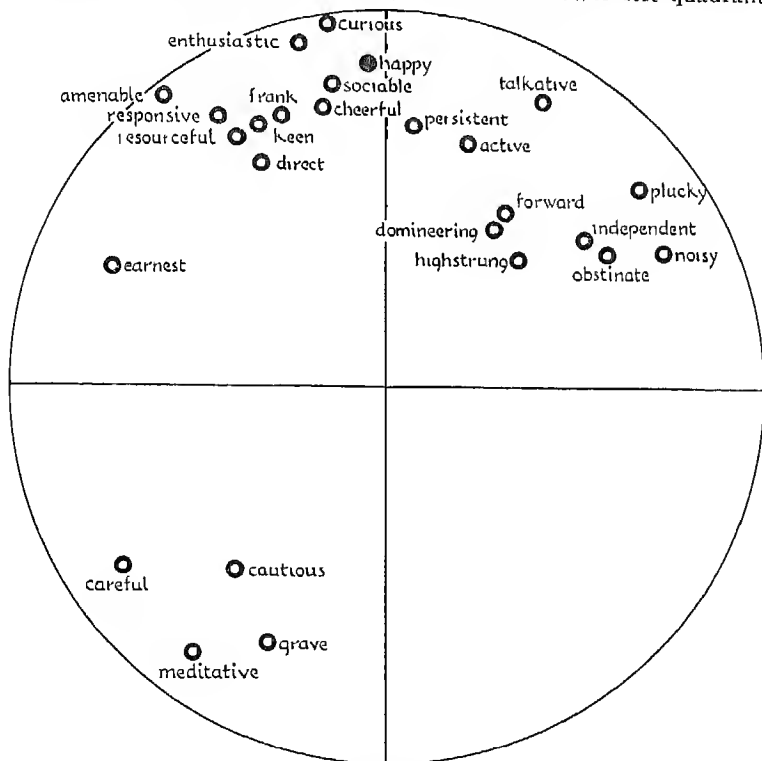 quadran
curious
enthusiastic
happy
sociable
talkative
amenable
frank
cheerful
responsive
persistent
resourceful
keen
active
direct
plucky
forward
domineering
independent
earnest
highstrung
noisy
obstinate
careful
cautious
grave
meditative